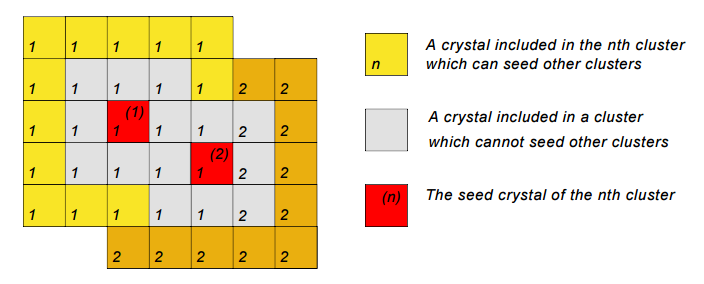 1 1 1 1 1
1 1 1 1 1 2 2
(1)
1 1 1 1 1 2 2
(2)
1 1 1 1 1 2 2
1 1 1 1 1 2 2
2 2 2 2 2
n
A crystal included in the nth cluster
which can seed other clusters
A crystal included in a cluster
which cannot seed other clusters
(n)
The seed crystal of the nth cluster